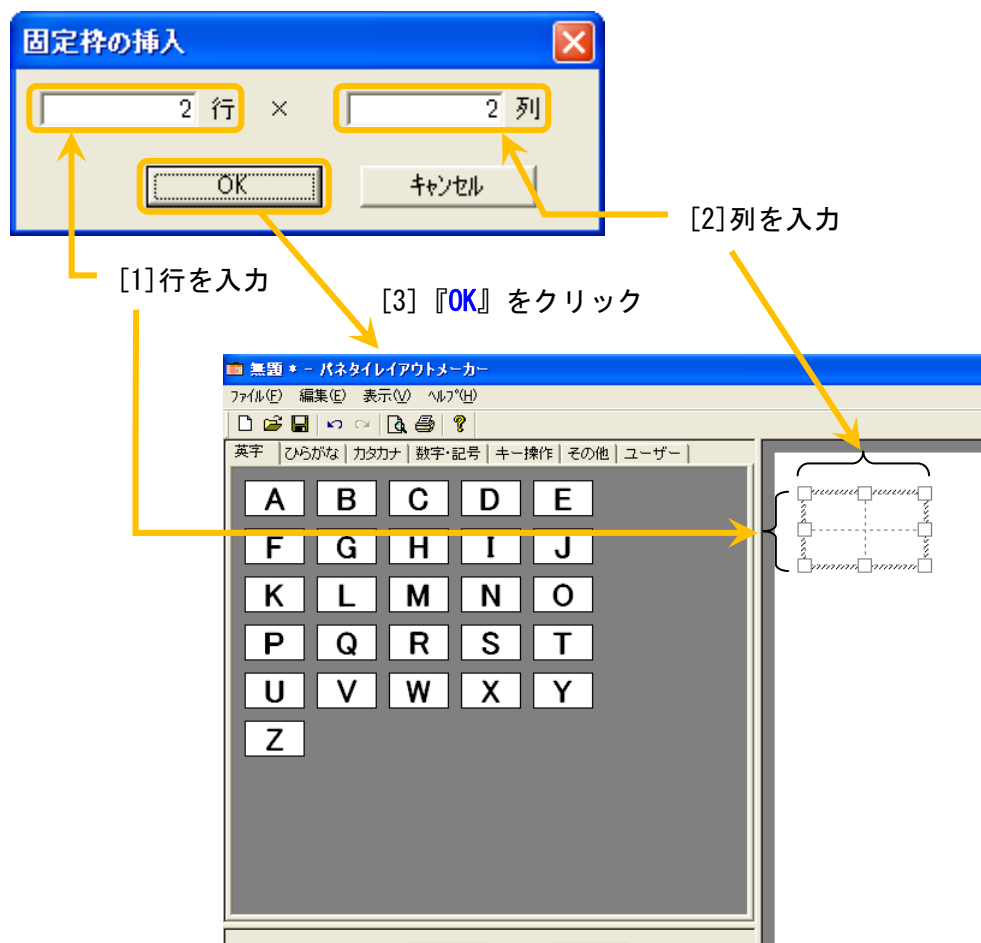 固定枠の挿入
2 行 × 2 列
OK キャンセル
[2]列を入力
[1]行を入力
[3]『OK』をクリック
無題 * - パネタイレイアウトメーカー
ファイル(F) 編集(E) 表示(V) ヘルプ(H)
英字 ひらがな カタカナ 数字・記号 キー操作 その他 ユーザー
A B C D E
F G H I J
K L M N O
P Q R S T
U V W X Y
Z